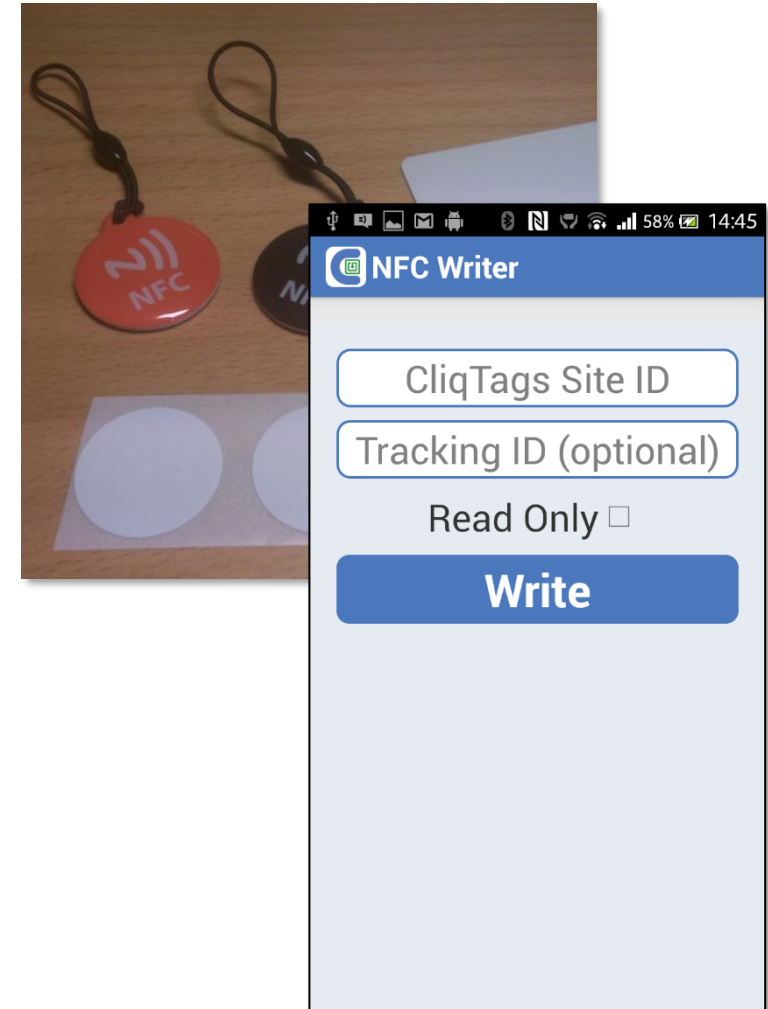 NFC
58% 14:45
NFC Writer
CliqTags Site ID
Tracking ID (optional)
Read Only
Write